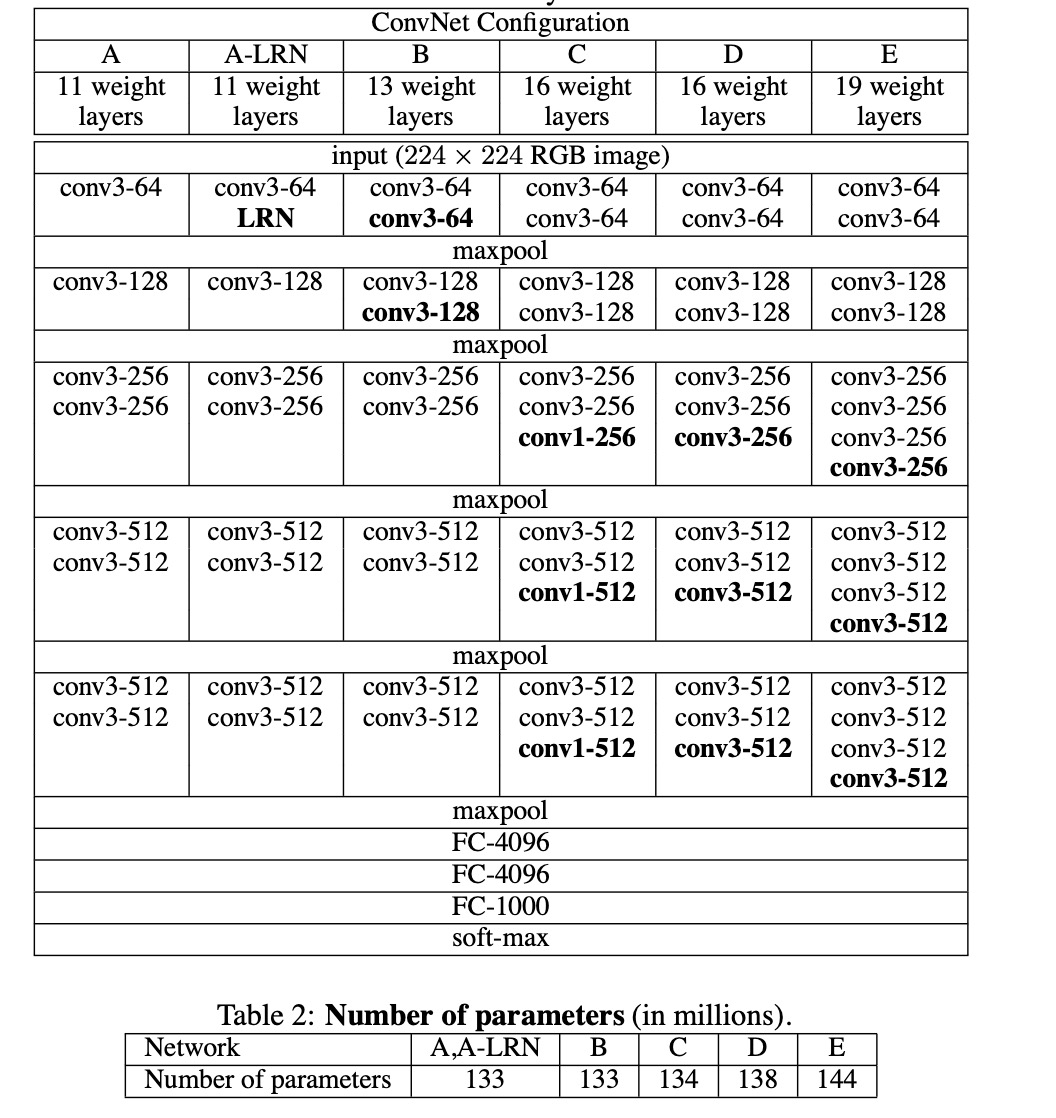 ConvNet Configuration
A A-LRN B C D E
11 weight 11 weight 13 weight 16 weight 16 weight 19 weight
layers layers layers layers layers layers
input (224 × 224 RGB image)
conv3-64 conv3-64 conv3-64 conv3-64 conv3-64 conv3-64
LRN conv3-64 conv3-64 conv3-64 conv3-64
maxpool
conv3-128 conv3-128 conv3-128 conv3-128 conv3-128 conv3-128
conv3-128 conv3-128 conv3-128 conv3-128
maxpool
conv3-256 conv3-256 conv3-256 conv3-256 conv3-256 conv3-256
conv3-256 conv3-256 conv3-256 conv3-256 conv3-256 conv3-256
conv1-256 conv3-256 conv3-256
conv3-256
maxpool
conv3-512 conv3-512 conv3-512 conv3-512 conv3-512 conv3-512
conv3-512 conv3-512 conv3-512 conv3-512 conv3-512 conv3-512
conv1-512 conv3-512 conv3-512
conv3-512
maxpool
conv3-512 conv3-512 conv3-512 conv3-512 conv3-512 conv3-512
conv3-512 conv3-512 conv3-512 conv3-512 conv3-512 conv3-512
conv1-512 conv3-512 conv3-512
conv3-512
maxpool
FC-4096
FC-4096
FC-1000
soft-max
Table 2: Number of parameters (in millions).
Network A,A-LRN B C D E
Number of parameters 133 133 134 138 144